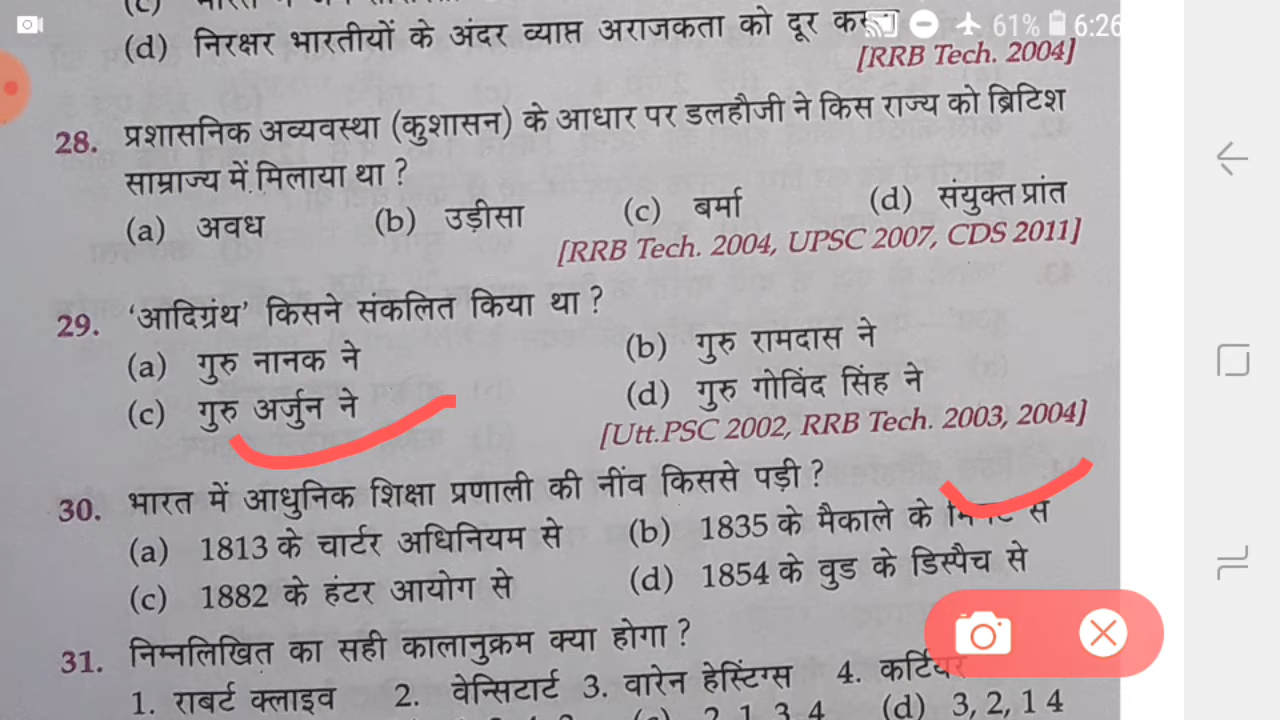 61% 6:26
(d) निरक्षर भारतीयों के अंदर व्याप्त अराजकता को दूर
[RRB Tech. 2004]
28. प्रशासनिक अव्यवस्था (कुशासन) के आधार पर डलहौजी ने किस राज्य को ब्रिटिश
साम्राज्य में मिलाया था ?
(a) अवध (b) उड़ीसा (c) बर्मा (d) संयुक्त प्रांत
[RRB Tech. 2004, UPSC 2007, CDS 2011]
29. ‘आदिग्रंथ’ किसने संकलित किया था ?
(a) गुरु नानक ने (b) गुरु रामदास ने
(c) गुरु अर्जुन ने (d) गुरु गोविंद सिंह ने
[Utt.PSC 2002, RRB Tech. 2003, 2004]
30. भारत में आधुनिक शिक्षा प्रणाली की नींव किससे पड़ी ?
(a) 1813 के चार्टर अधिनियम से (b) 1835 के मैकाले के से
(c) 1882 के हंटर आयोग से (d) 1854 के वुड के डिस्पैच से
31. निम्नलिखित का सही कालानुक्रम क्या होगा ?
1. राबर्ट क्लाइव 2. वेन्सिटार्ट 3. वारेन हेस्टिंग्स 4. कर्टियर
(d) 3, 2, 1 4